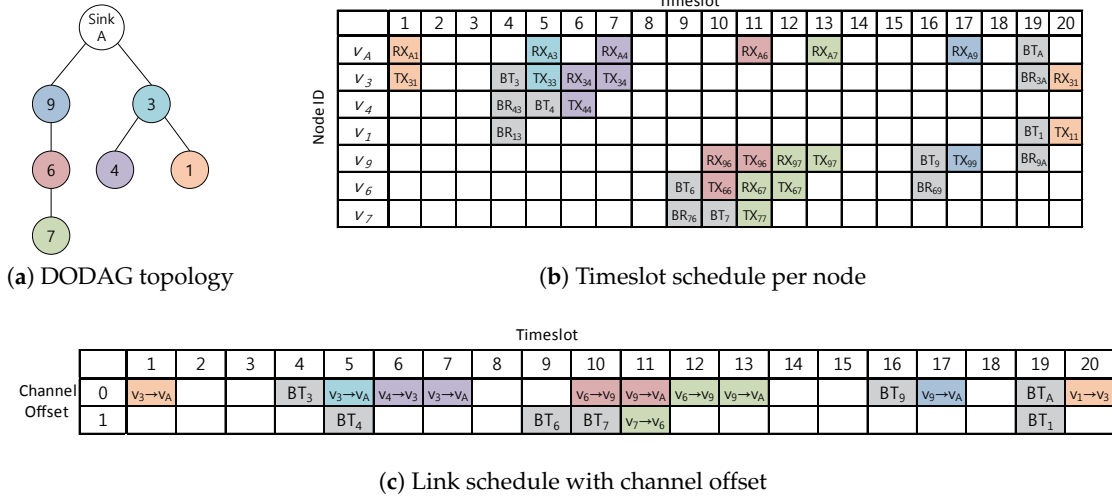 Sink
A
9
3
6
4
1
7
(a) DODAG topology
Timeslot
1 2 3 4 5 6 7 8 9 10 11 12 13 14 15 16 17 18 19 20
Node ID
V_A RX_A1 RX_A3 RX_A4 RX_A6 RX_A7 RX_A9 BT_A
V_3 TX_31 BT_3 TX_33 RX_34 TX_34 BR_3A RX_31
V_4 BR_43 BT_4 TX_44
V_1 BR_13 BT_1 TX_11
V_9 RX_96 TX_96 RX_97 TX_97 BT_9 TX_99 BR_9A
V_6 BT_6 TX_66 RX_67 TX_67 BR_69
V_7 BR_76 BT_7 TX_77
(b) Timeslot schedule per node
Timeslot
1 2 3 4 5 6 7 8 9 10 11 12 13 14 15 16 17 18 19 20
Channel
Offset
0 v_3→v_A BT_3 v_3→v_A v_4→v_3 v_3→v_A v_6→v_9 v_9→v_A v_6→v_9 v_9→v_A BT_9 v_9→v_A BT_A v_1→v_3
1 BT_4 BT_6 BT_7 v_7→v_6 BT_1
(c) Link schedule with channel offset